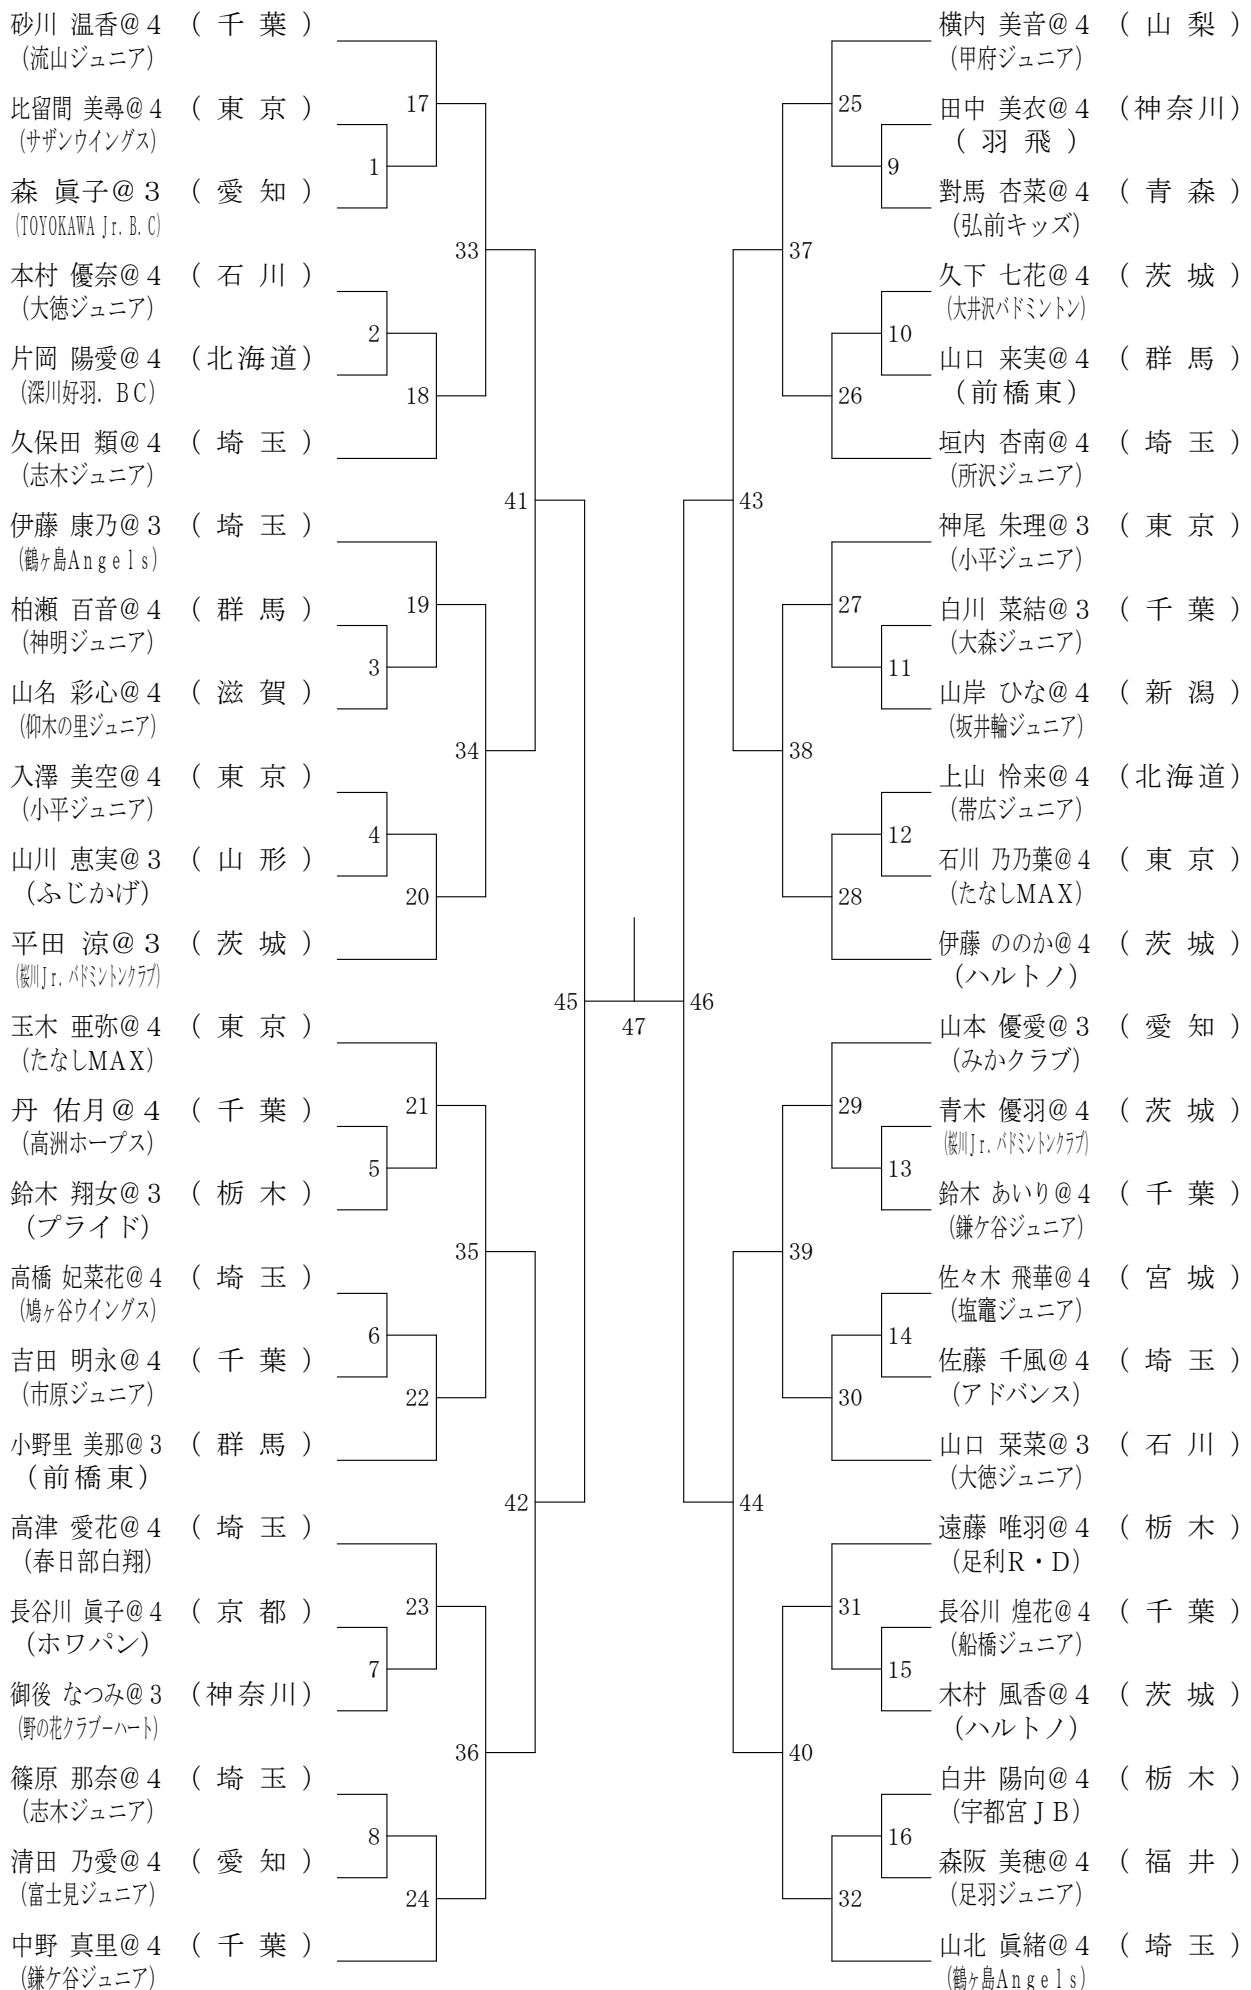 砂川 温香@４ （ 千 葉 ）
(流山ジュニア)
比留間 美尋@４ （ 東 京 ）
(サザンウイングス)
森 眞子@３ （ 愛 知 ）
(TOYOKAWA Jr. B. C)
本村 優奈@４ （ 石 川 ）
(大徳ジュニア)
片岡 陽愛@４ （北海道）
(深川好羽. ＢＣ)
久保田 類@４ （ 埼 玉 ）
(志木ジュニア)
伊藤 康乃@３ （ 埼 玉 ）
(鶴ヶ島Ａｎｇｅｌｓ)
柏瀬 百音@４ （ 群 馬 ）
(神明ジュニア)
山名 彩心@４ （ 滋 賀 ）
(仰木の里ジュニア)
入澤 美空@４ （ 東 京 ）
(小平ジュニア)
山川 恵実@３ （ 山 形 ）
（ふじかげ）
平田 涼@３ （ 茨 城 ）
(桜川Ｊｒ. バドミントンクラブ)
玉木 亜弥@４ （ 東 京 ）
(たなしＭＡＸ)
丹 佑月@４ （ 千 葉 ）
(高洲ホープス)
鈴木 翔女@３ （ 栃 木 ）
（プライド）
高橋 妃菜花@４ （ 埼 玉 ）
(鳩ヶ谷ウイングス)
吉田 明永@４ （ 千 葉 ）
(市原ジュニア)
小野里 美那@３ （ 群 馬 ）
（前橋東）
高津 愛花@４ （ 埼 玉 ）
(春日部白翔)
長谷川 眞子@４ （ 京 都 ）
（ホワパン）
御後 なつみ@３ （神奈川）
(野の花クラブーハート)
篠原 那奈@４ （ 埼 玉 ）
(志木ジュニア)
清田 乃愛@４ （ 愛 知 ）
(富士見ジュニア)
中野 真里@４ （ 千 葉 ）
(鎌ケ谷ジュニア)
17
1
33
2
18
41
19
3
34
4
20
45
21
5
35
6
22
42
23
7
36
8
24
47
46
25
9
37
10
26
43
27
11
38
12
28
29
13
39
14
30
44
31
15
40
16
32
横内 美音@４ （ 山 梨 ）
(甲府ジュニア)
田中 美衣@４ （神奈川）
（ 羽 飛 ）
對馬 杏菜@４ （ 青 森 ）
(弘前キッズ)
久下 七花@４ （ 茨 城 ）
(大井沢バドミントン)
山口 来実@４ （ 群 馬 ）
（前橋東）
垣内 杏南@４ （ 埼 玉 ）
(所沢ジュニア)
神尾 朱理@３ （ 東 京 ）
(小平ジュニア)
白川 菜結@３ （ 千 葉 ）
(大森ジュニア)
山岸 ひな@４ （ 新 潟 ）
(坂井輪ジュニア)
上山 怜来@４ （北海道）
(帯広ジュニア)
石川 乃乃葉@４ （ 東 京 ）
(たなしＭＡＸ)
伊藤 ののか@４ （ 茨 城 ）
（ハルトノ）
山本 優愛@３ （ 愛 知 ）
(みかクラブ)
青木 優羽@４ （ 茨 城 ）
(桜川Ｊｒ. バドミントンクラブ)
鈴木 あいり@４ （ 千 葉 ）
(鎌ケ谷ジュニア)
佐々木 飛華@４ （ 宮 城 ）
(塩竈ジュニア)
佐藤 千風@４ （ 埼 玉 ）
(アドバンス)
山口 栞菜@３ （ 石 川 ）
(大徳ジュニア)
遠藤 唯羽@４ （ 栃 木 ）
(足利Ｒ・Ｄ)
長谷川 煌花@４ （ 千 葉 ）
(船橋ジュニア)
木村 風香@４ （ 茨 城 ）
（ハルトノ）
白井 陽向@４ （ 栃 木 ）
(宇都宮ＪＢ)
森阪 美穂@４ （ 福 井 ）
(足羽ジュニア)
山北 眞緒@４ （ 埼 玉 ）
(鶴ヶ島Ａｎｇｅｌｓ)